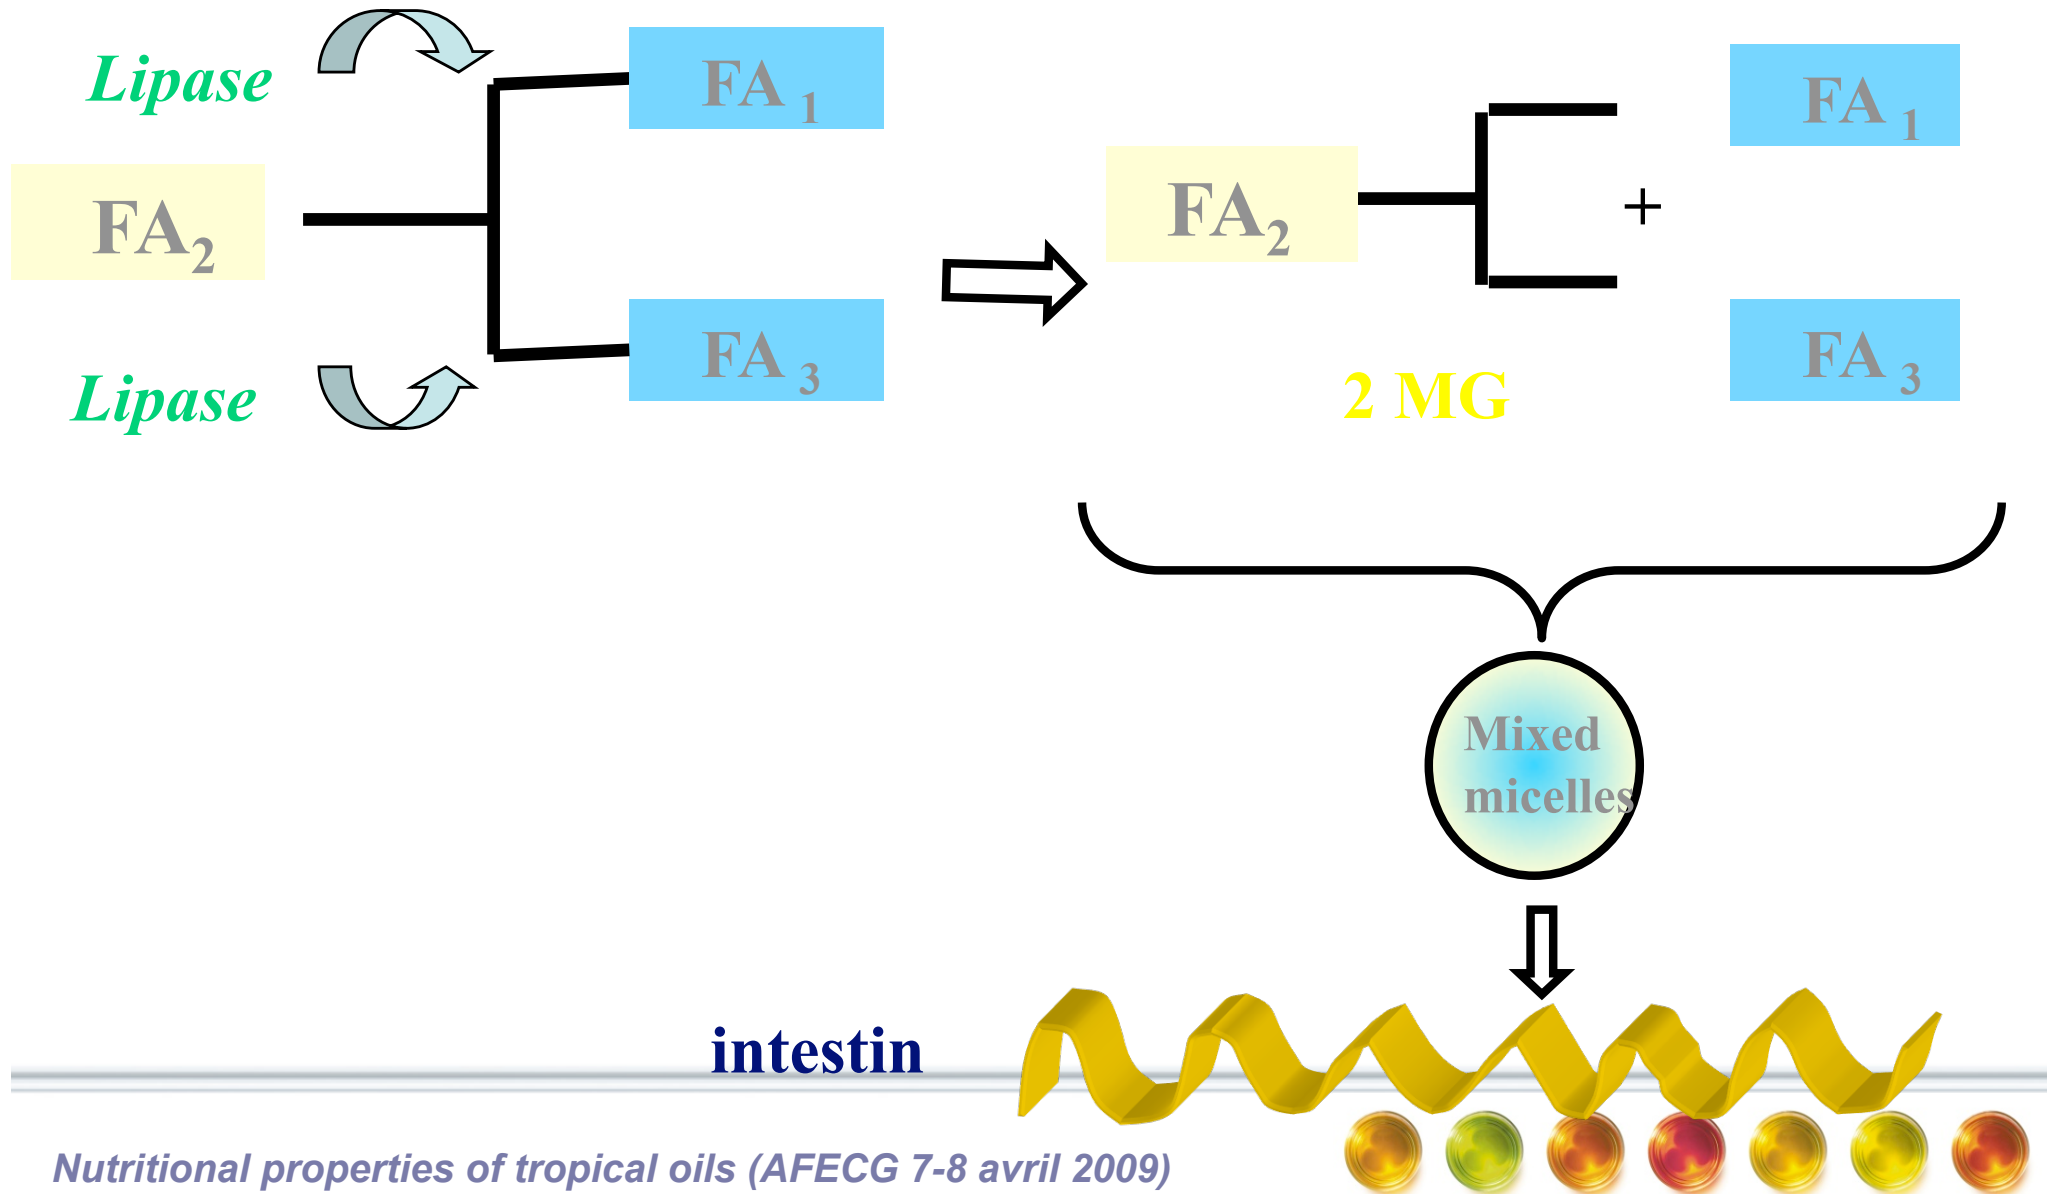 Lipase
FA 1
FA2
FA 3
Lipase
FA2
+
FA 1
FA 3
2 MG
Mixed
micelles
intestin
Nutritional properties of tropical oils (AFECG 7-8 avril 2009)